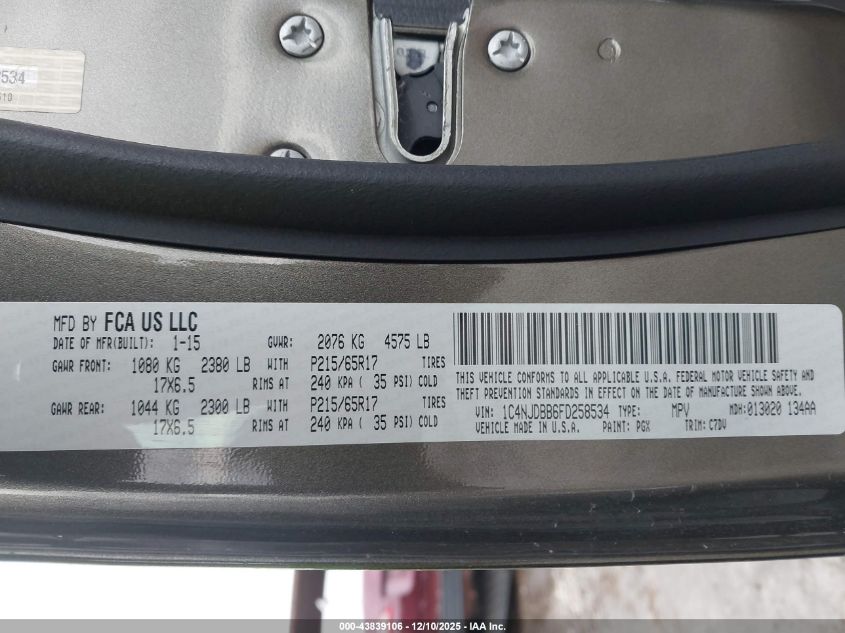 534
510
MFD BY FCA US LLC
DATE OF MFR(BUILT): 1-15 GVWR: 2076 KG 4575 LB
GAWR FRONT: 1080 KG 2380 LB WITH P215/65R17 TIRES
17X6.5 RIMS AT 240 KPA ( 35 PSI) COLD
GAWR REAR: 1044 KG 2300 LB WITH P215/65R17 TIRES
17X6.5 RIMS AT 240 KPA ( 35 PSI) COLD
THIS VEHICLE CONFORMS TO ALL APPLICABLE U.S.A. FEDERAL MOTOR VEHICLE SAFETY AND
THEFT PREVENTION STANDARDS IN EFFECT ON THE DATE OF MANUFACTURE SHOWN ABOVE.
VIN: 1C4NJDBB6FD258534 TYPE: MPV MDH:013020 134AA
VEHICLE MADE IN U.S.A. PAINT: PGX TRIM: C7DV
000-43839106 - 12/10/2025 - IAA Inc.